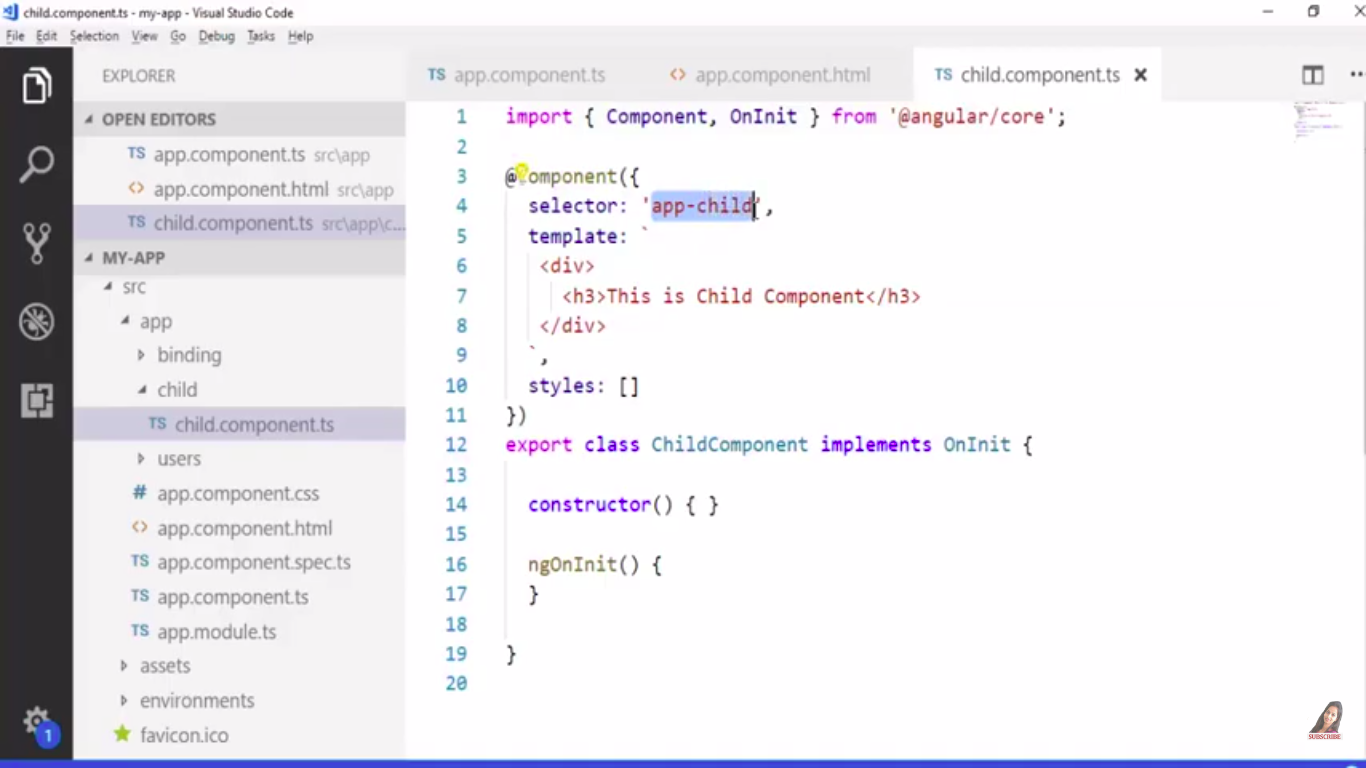 child.component.ts - my-app - Visual Studio Code
File Edit Selection View Go Debug Tasks Help
EXPLORER
OPEN EDITORS
TS app.component.ts src\app
<> app.component.html src\app
TS child.component.ts src\app\c...
MY-APP
src
app
binding
child
TS child.component.ts
users
# app.component.css
<> app.component.html
TS app.component.spec.ts
TS app.component.ts
TS app.module.ts
assets
environments
favicon.ico
1
TS app.component.ts <> app.component.html TS child.component.ts
1 import { Component, OnInit } from '@angular/core';
2
3 @Component({
4 selector: 'app-child',
5 template: `
6 <div>
7 <h3>This is Child Component</h3>
8 </div>
9 `,
10 styles: []
11 })
12 export class ChildComponent implements OnInit {
13
14 constructor() { }
15
16 ngOnInit() {
17 }
18
19 }
20
SUBSCRIBE